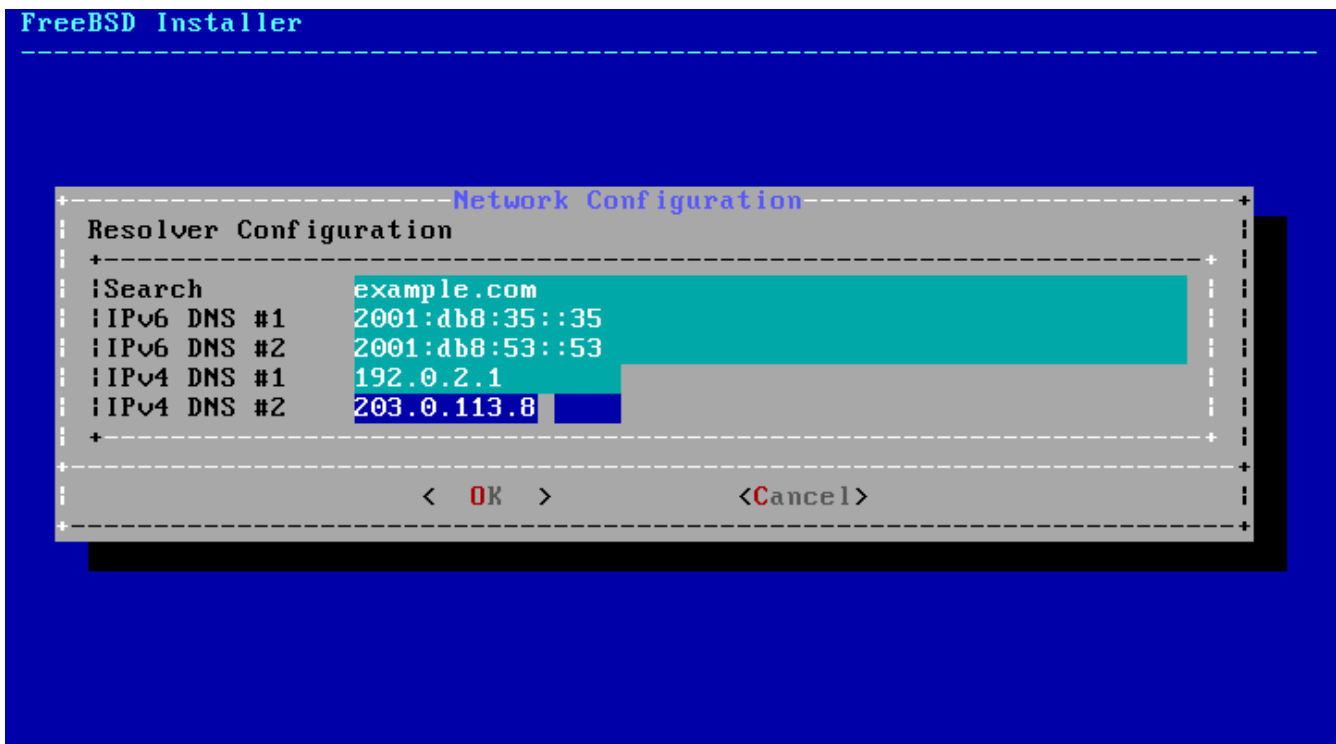 FreeBSD Installer
Network Configuration
Resolver Configuration
Search example.com
IPv6 DNS #1 2001:db8:35::35
IPv6 DNS #2 2001:db8:53::53
IPv4 DNS #1 192.0.2.1
IPv4 DNS #2 203.0.113.8
< OK > <Cancel>